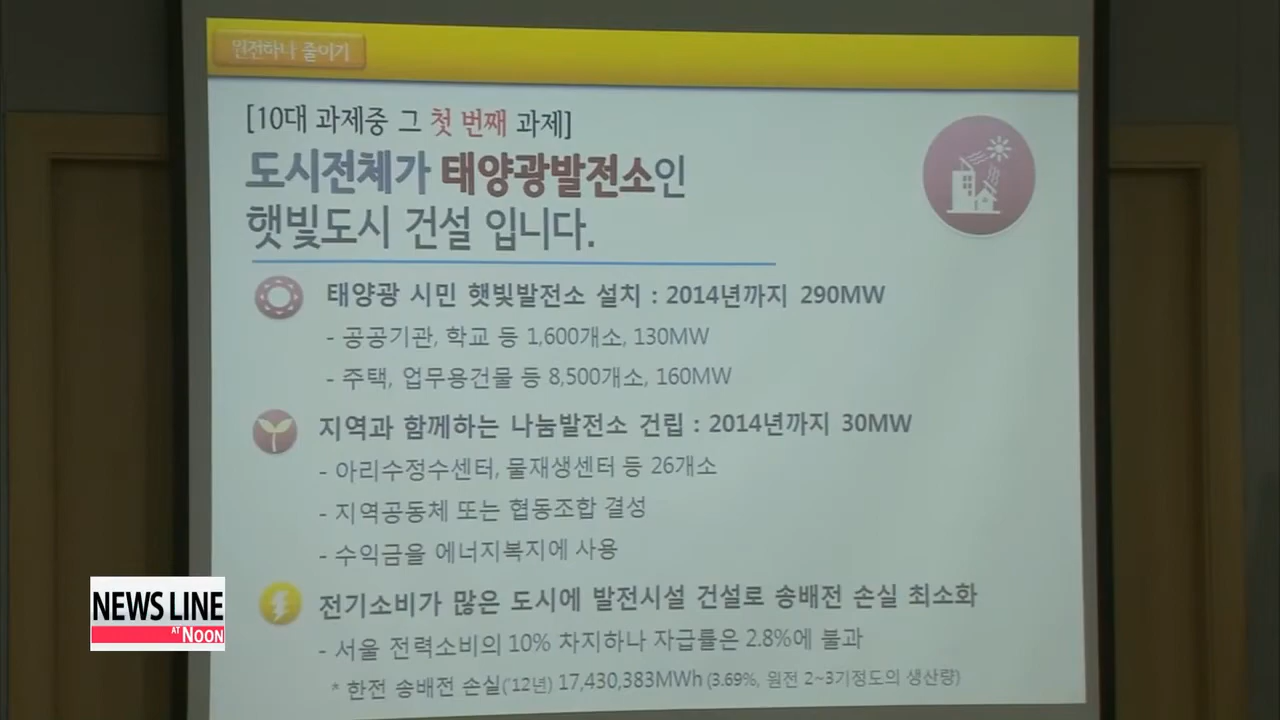 원전하나 줄이기
[10대 과제중 그 첫 번째 과제]
도시전체가 태양광발전소인
햇빛도시 건설 입니다.
태양광 시민 햇빛발전소 설치 : 2014년까지 290MW
- 공공기관, 학교 등 1,600개소, 130MW
- 주택, 업무용건물 등 8,500개소, 160MW
지역과 함께하는 나눔발전소 건립 : 2014년까지 30MW
- 아리수정수센터, 물재생센터 등 26개소
- 지역공동체 또는 협동조합 결성
- 수익금을 에너지복지에 사용
전기소비가 많은 도시에 발전시설 건설로 송배전 손실 최소화
- 서울 전력소비의 10% 차지하나 자급률은 2.8%에 불과
* 한전 송배전 손실('12년) 17,430,383MWh (3.69%, 원전 2~3기정도의 생산량)
NEWS LINE
AT NOON